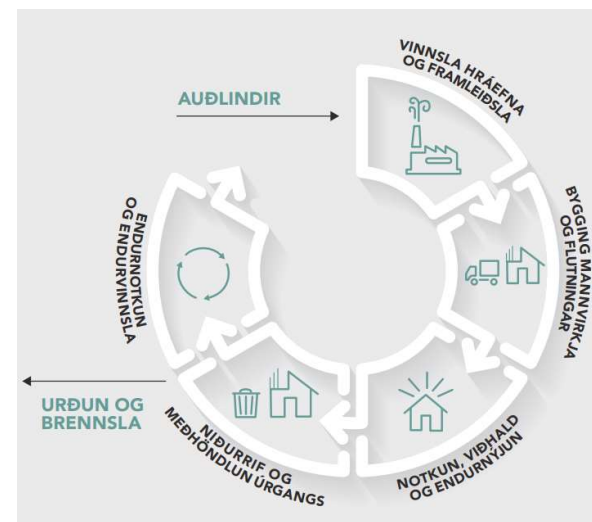 AUÐLINDIR
VINNSLA HRÁEFNA
OG FRAMLEIÐSLA
BYGGING MANNVIRKJA
OG FLUTNINGAR
NOTKUN, VIÐHALD
OG ENDURNÝJUN
NIÐURRIF OG
MEÐHÖNDLUN ÚRGANGS
URÐUN OG
BRENNSLA
ENDURNOTKUN
OG ENDURVINNSLA